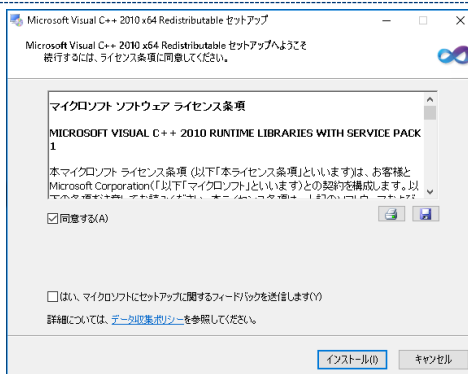 Microsoft Visual C++ 2010 x64 Redistributable セットアップ
Microsoft Visual C++ 2010 x64 Redistributable セットアップへようこそ
続行するには、ライセンス条項に同意してください。
マイクロソフト ソフトウェア ライセンス条項
MICROSOFT VISUAL C++ 2010 RUNTIME LIBRARIES WITH SERVICE PACK
1
本マイクロソフト ライセンス条項 (以下「本ライセンス条項」といいます)は、お客様と
Microsoft Corporation(「以下「マイクロソフト」といいます)との契約を構成します。以
同意する(A)
はい、マイクロソフトにセットアップに関するフィードバックを送信します(Y)
詳細については、データ収集ポリシーを参照してください。
インストール(I)
キャンセル